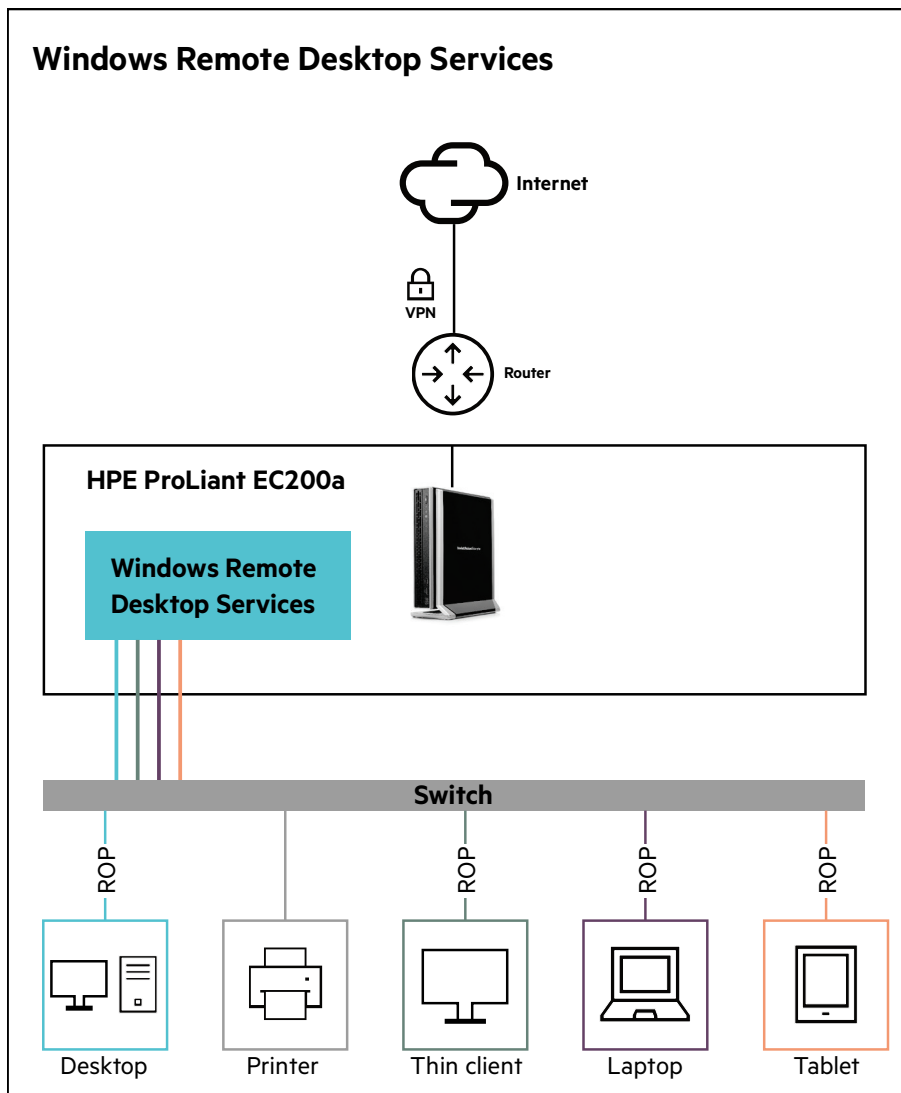 Windows Remote Desktop Services
Internet
VPN
Router
HPE ProLiant EC200a
Windows Remote
Desktop Services
Switch
ROP
ROP
ROP
ROP
Desktop
Printer
Thin client
Laptop
Tablet